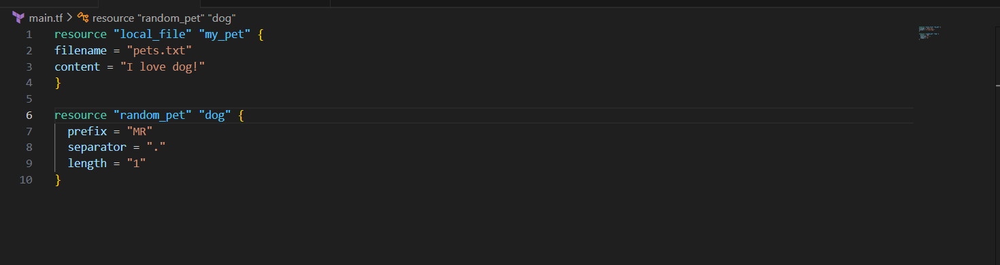 main.tf > resource "random_pet" "dog"
1 resource "local_file" "my_pet" {
2 filename = "pets.txt"
3 content = "I love dog!"
4 }
5
6 resource "random_pet" "dog" {
7 prefix = "MR"
8 separator = "."
9 length = "1"
10 }